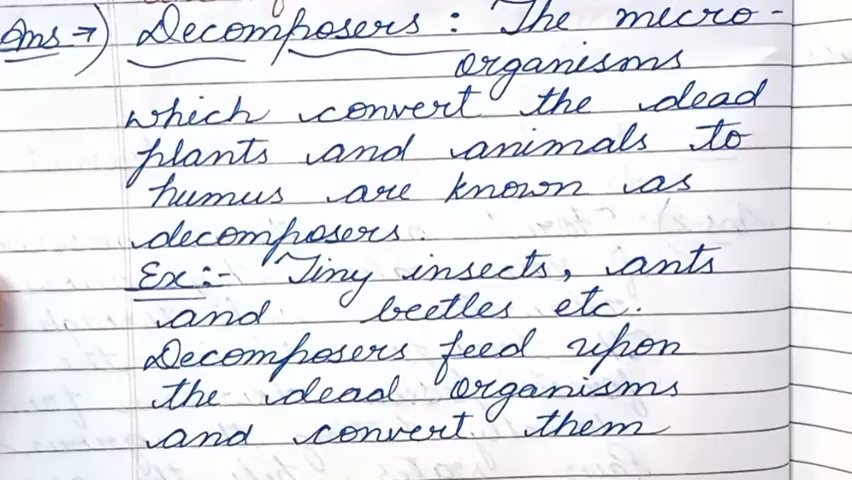 Ans →) Decomposers : The micro-
organisms
which convert the dead
plants and animals to
humus are known as
decomposers.
Ex:- Tiny insects, ants
and beetles etc.
Decomposers feed upon
the dead organisms
and convert them